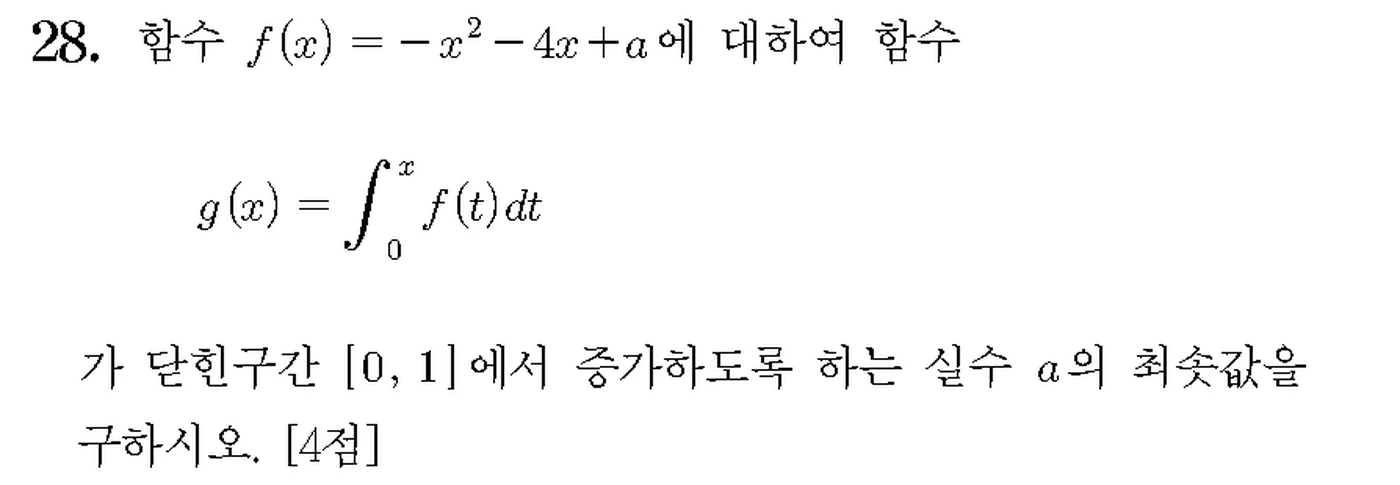 28. 함수 f(x) = -x² - 4x + a에 대하여 함수
g(x) = ∫₀ˣ f(t)dt
가 닫힌구간 [0, 1]에서 증가하도록 하는 실수 a의 최솟값을
구하시오. [4점]